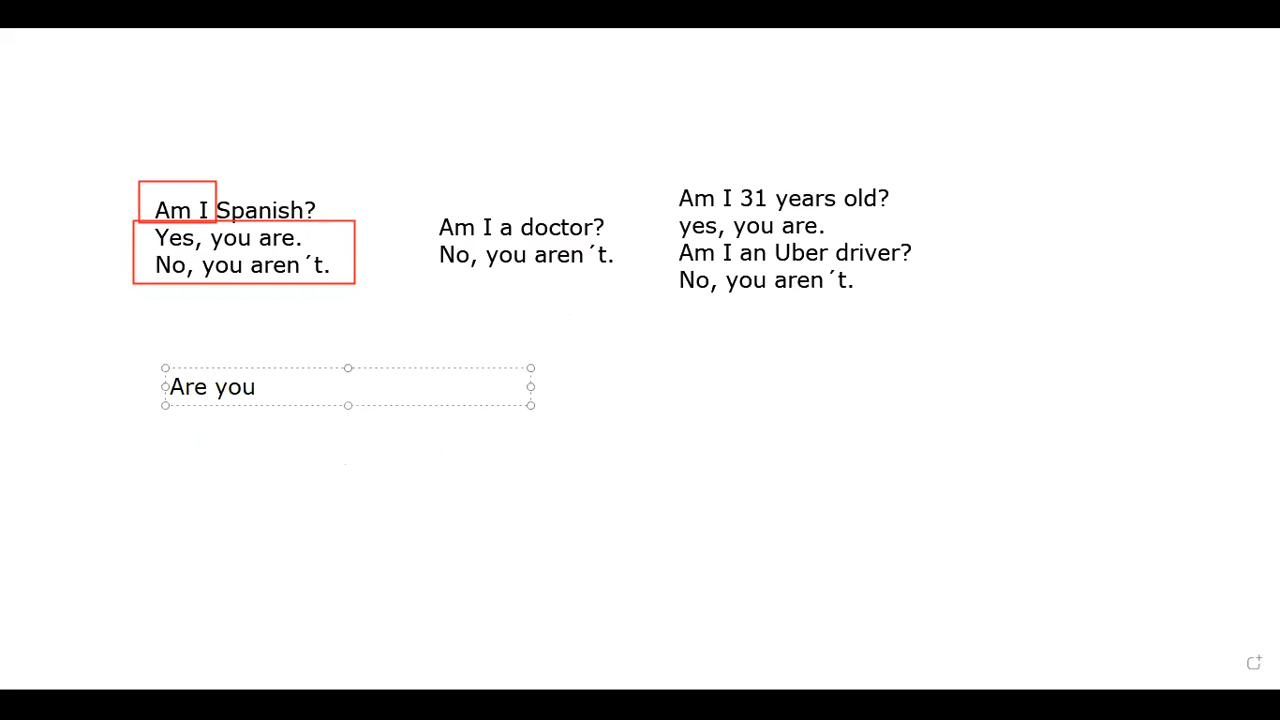 Am I Spanish?
Yes, you are.
No, you aren´t.
Am I a doctor?
No, you aren´t.
Am I 31 years old?
yes, you are.
Am I an Uber driver?
No, you aren´t.
Are you